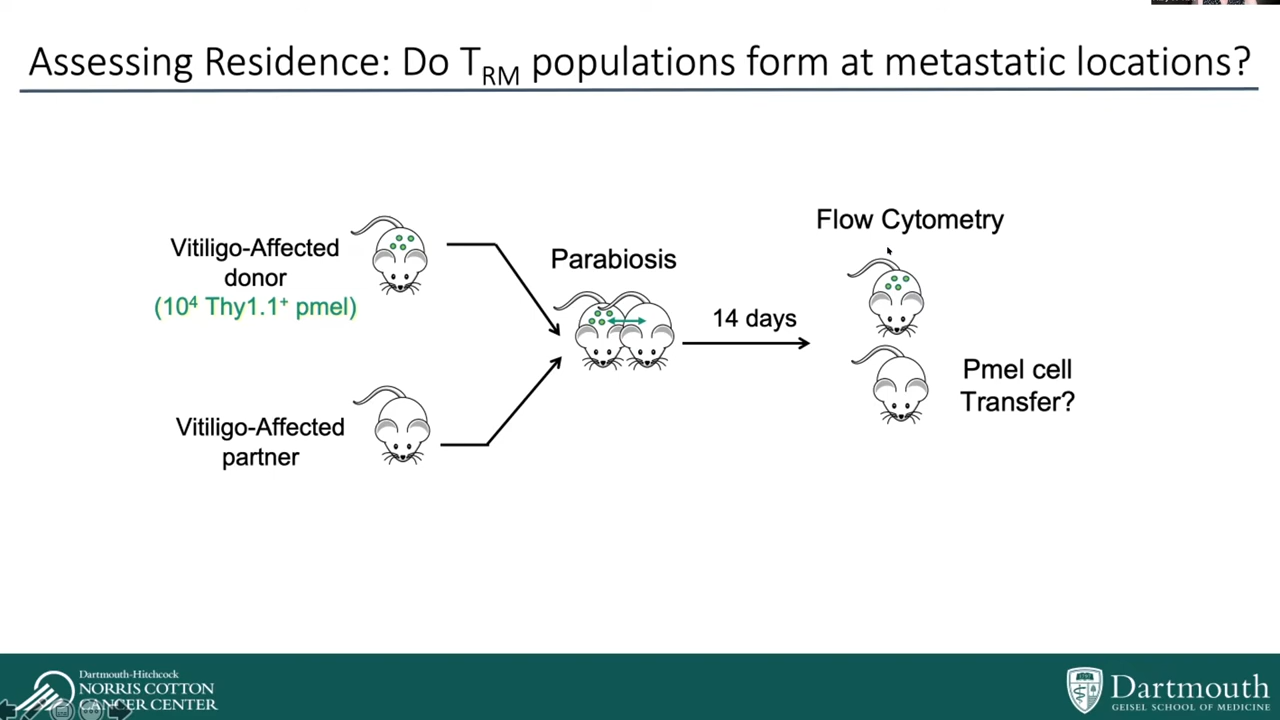 Assessing Residence: Do TRM populations form at metastatic locations?
Vitiligo-Affected
donor
(10⁴ Thy1.1⁺ pmel)
Vitiligo-Affected
partner
Parabiosis
14 days
Flow Cytometry
Pmel cell
Transfer?
Dartmouth-Hitchcock
NORRIS COTTON
CANCER CENTER
Dartmouth
GEISEL SCHOOL OF MEDICINE